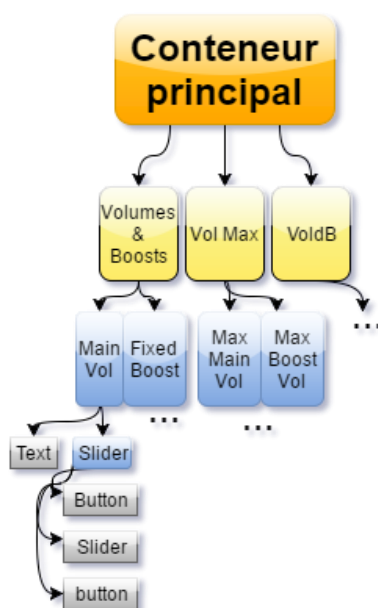 Conteneur
principal
Volumes
&
Boosts
Vol Max
VoldB
...
Main
Vol
Fixed
Boost
Max
Main
Vol
Max
Boost
Vol
...
...
Text
Slider
Button
Slider
button